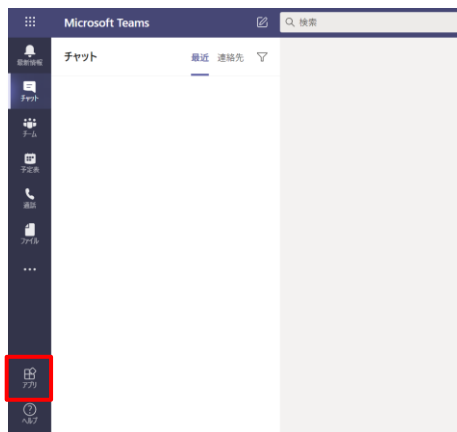 Microsoft Teams
検索
最新情報
チャット
最近 連絡先
チャット
チーム
予定表
通話
ファイル
アプリ
ヘルプ